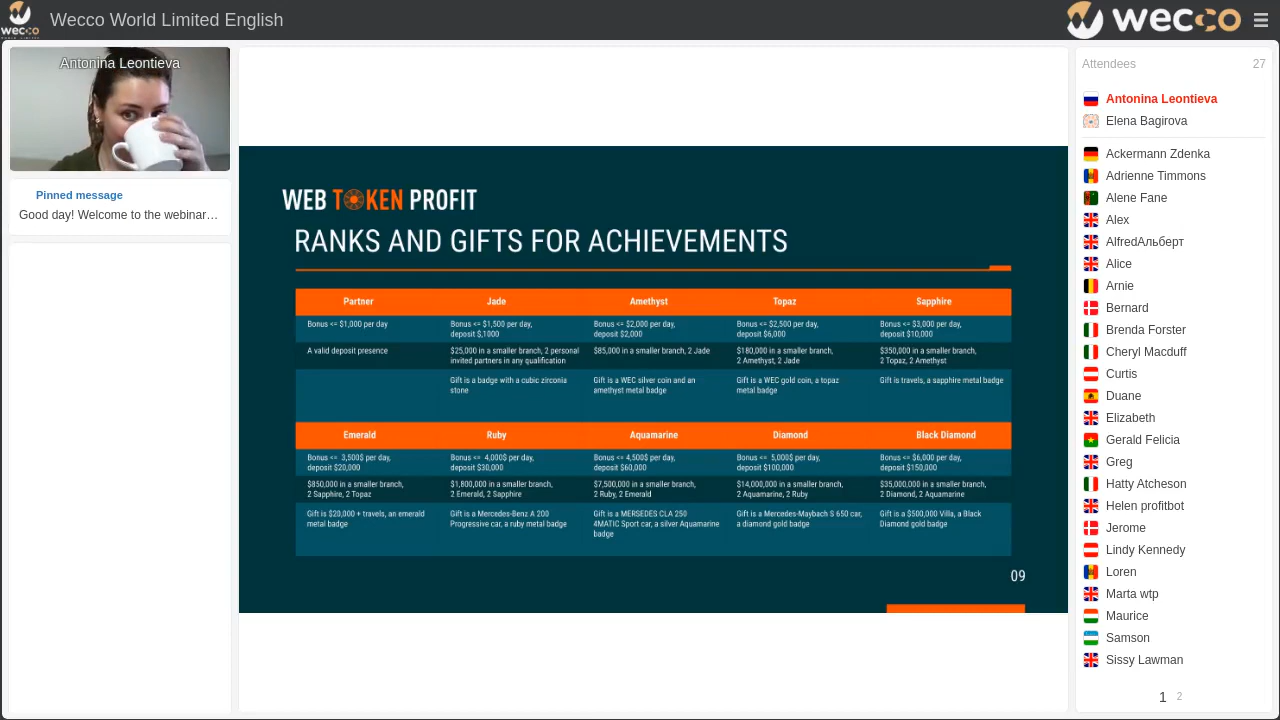 wecco
Wecco World Limited English
wecco
Antonina Leontieva
Pinned message
Good day! Welcome to the webinar…
WEB TOKEN PROFIT
RANKS AND GIFTS FOR ACHIEVEMENTS
Partner Jade Amethyst Topaz Sapphire
Bonus <= $1,000 per day
Bonus <= $1,500 per day,
deposit $,1000
Bonus <= $2,000 per day,
deposit $2,000
Bonus <= $2,500 per day,
deposit $6,000
Bonus <= $3,000 per day,
deposit $10,000
A valid deposit presence
$25,000 in a smaller branch, 2 personal
invited partners in any qualification
$85,000 in a smaller branch, 2 Jade
$180,000 in a smaller branch,
2 Amethyst, 2 Jade
$350,000 in a smaller branch,
2 Topaz, 2 Amethyst
Gift is a badge with a cubic zirconia
stone
Gift is a WEC silver coin and an
amethyst metal badge
Gift is a WEC gold coin, a topaz
metal badge
Gift is travels, a sapphire metal badge
Emerald Ruby Aquamarine Diamond Black Diamond
Bonus <= 3,500$ per day,
deposit $20,000
Bonus <= 4,000$ per day,
deposit $30,000
Bonus <= 4,500$ per day,
deposit $60,000
Bonus <= 5,000$ per day,
deposit $100,000
Bonus <= $6,000 per day,
deposit $150,000
$850,000 in a smaller branch,
2 Sapphire, 2 Topaz
$1,800,000 in a smaller branch,
2 Emerald, 2 Sapphire
$7,500,000 in a smaller branch,
2 Ruby, 2 Emerald
$14,000,000 in a smaller branch,
2 Aquamarine, 2 Ruby
$35,000,000 in a smaller branch,
2 Diamond, 2 Aquamarine
Gift is $20,000 + travels, an emerald
metal badge
Gift is a Mercedes-Benz A 200
Progressive car, a ruby metal badge
Gift is a MERSEDES CLA 250
4MATIC Sport car, a silver Aquamarine
badge
Gift is a Mercedes-Maybach S 650 car,
a diamond gold badge
Gift is a $500,000 Villa, a Black
Diamond gold badge
09
Attendees 27
Antonina Leontieva
Elena Bagirova
Ackermann Zdenka
Adrienne Timmons
Alene Fane
Alex
AlfredАльберт
Alice
Arnie
Bernard
Brenda Forster
Cheryl Macduff
Curtis
Duane
Elizabeth
Gerald Felicia
Greg
Hatty Atcheson
Helen profitbot
Jerome
Lindy Kennedy
Loren
Marta wtp
Maurice
Samson
Sissy Lawman
1 2